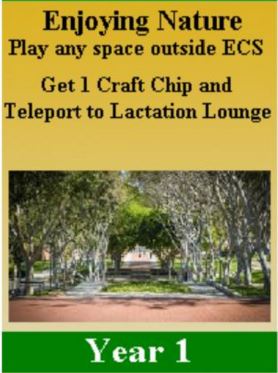 Enjoying Nature
Play any space outside ECS
Get 1 Craft Chip and
Teleport to Lactation Lounge
Year 1